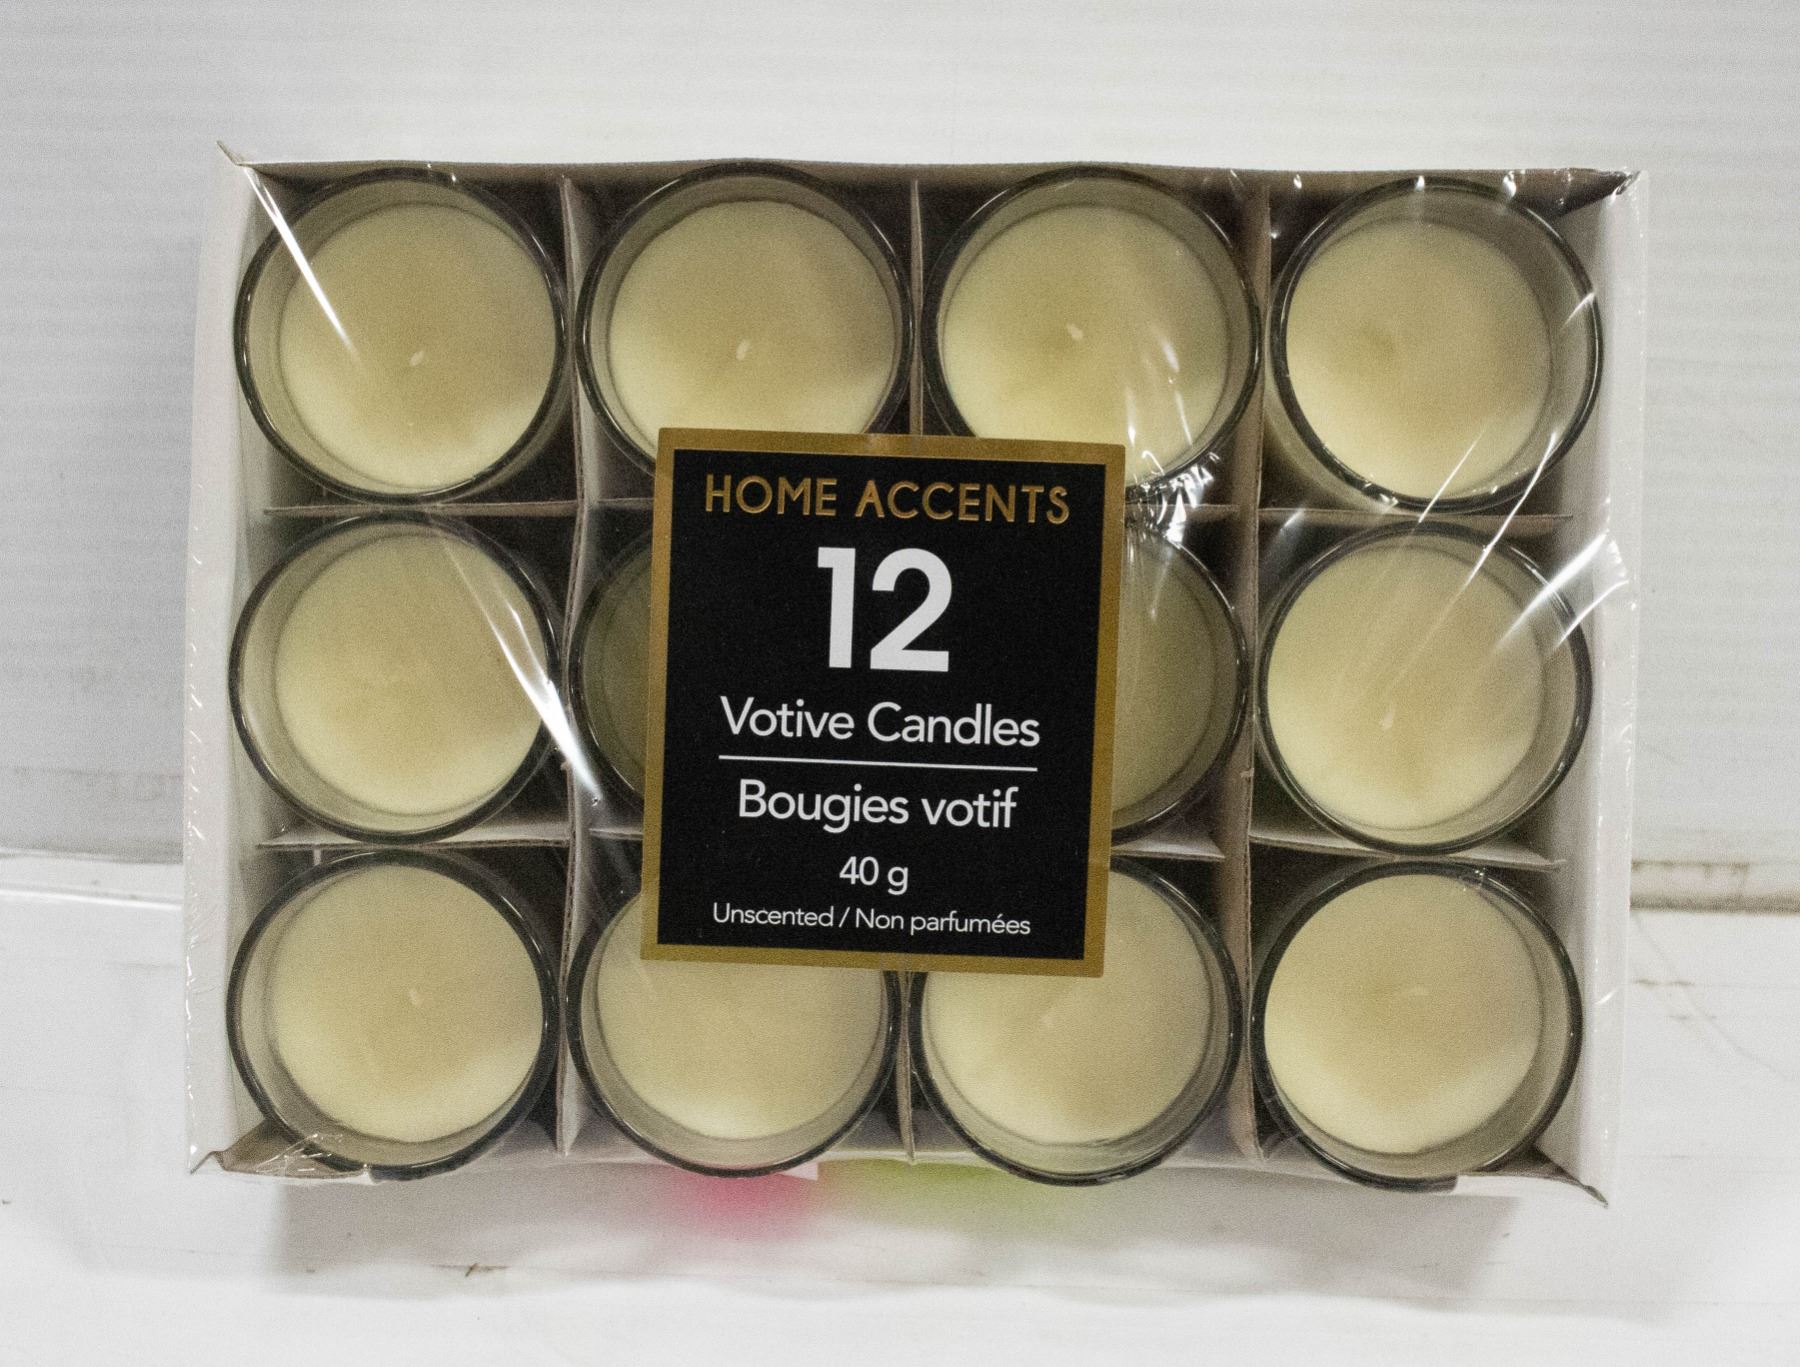 HOME ACCENTS
12
Votive Candles
Bougies votif
40 g
Unscented / Non parfumées